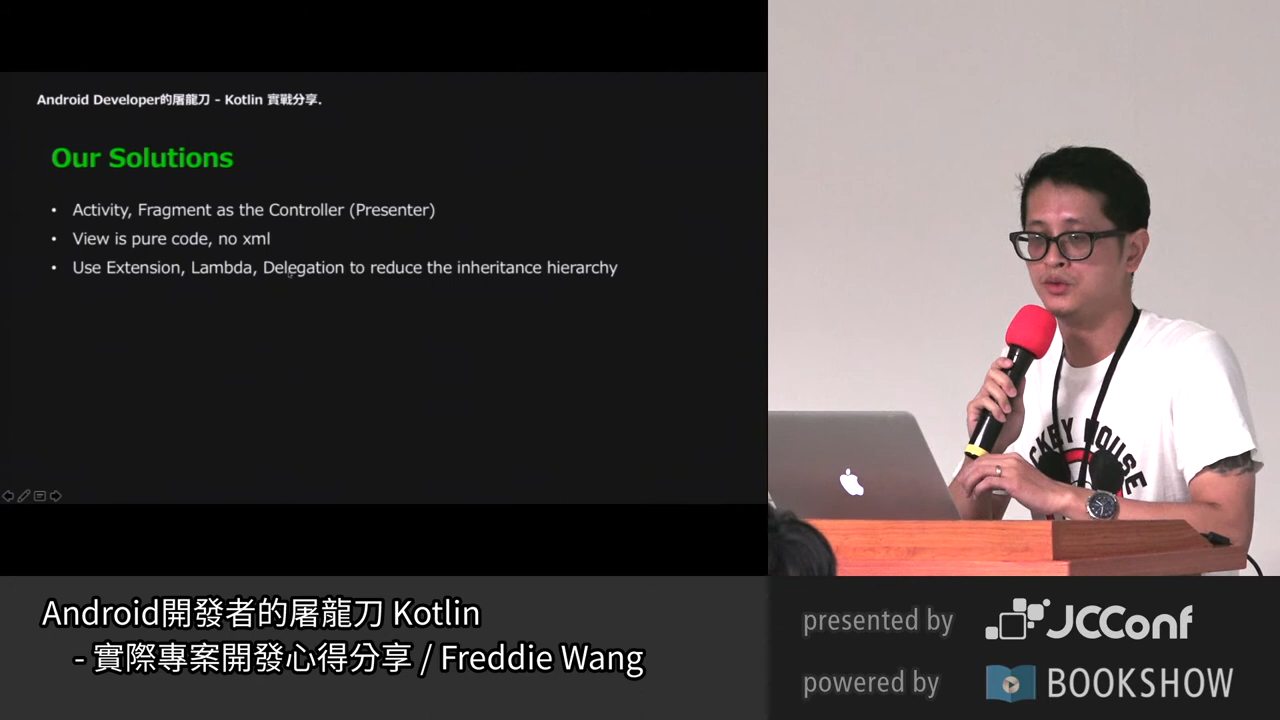 Android Developer的屠龍刀 - Kotlin 實戰分享.
Our Solutions
• Activity, Fragment as the Controller (Presenter)
• View is pure code, no xml
• Use Extension, Lambda, Delegation to reduce the inheritance hierarchy
HOUSE
Android開發者的屠龍刀 Kotlin
- 實際專案開發心得分享 / Freddie Wang
presented by JCConf
powered by BOOKSHOW